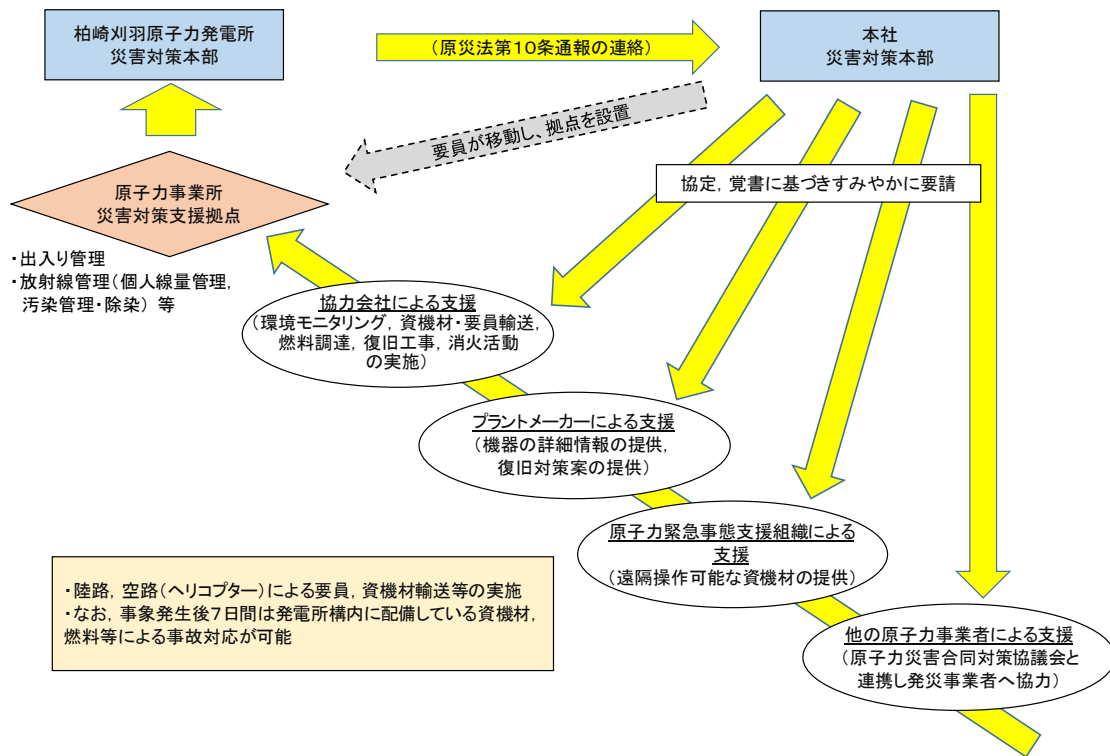 柏崎刈羽原子力発電所
災害対策本部
(原災法第10条通報の連絡)
本社
災害対策本部
要員が移動し、拠点を設置
協定，覚書に基づきすみやかに要請
原子力事業所
災害対策支援拠点
・出入り管理
・放射線管理(個人線量管理，
汚染管理・除染) 等
協力会社による支援
(環境モニタリング，資機材・要員輸送，
燃料調達，復旧工事，消火活動
の実施)
プラントメーカーによる支援
(機器の詳細情報の提供，
復旧対策案の提供)
原子力緊急事態支援組織による
支援
(遠隔操作可能な資機材の提供)
他の原子力事業者による支援
(原子力災害合同対策協議会と
連携し発災事業者へ協力)
・陸路，空路(ヘリコプター)による要員，資機材輸送等の実施
・なお，事象発生後7日間は発電所構内に配備している資機材，
燃料等による事故対応が可能